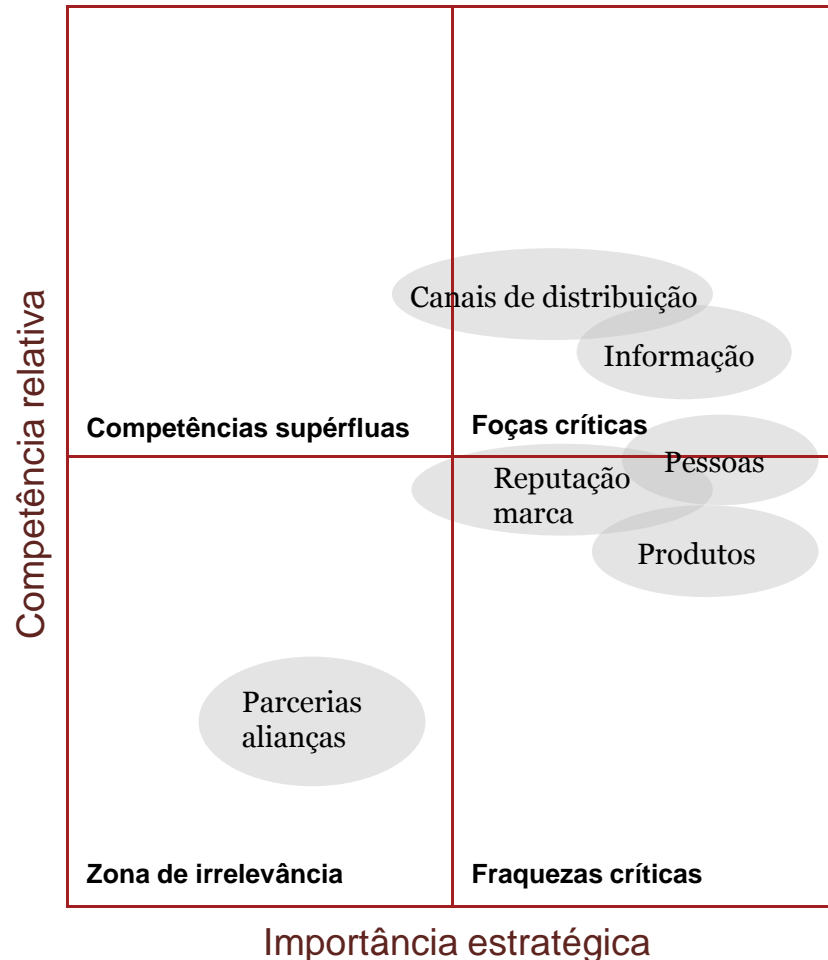 Competência relativa
Canais de distribuição
Informação
Competências supérfluas
Foças críticas
Pessoas
Reputação
marca
Produtos
Parcerias
alianças
Zona de irrelevância
Fraquezas críticas
Importância estratégica